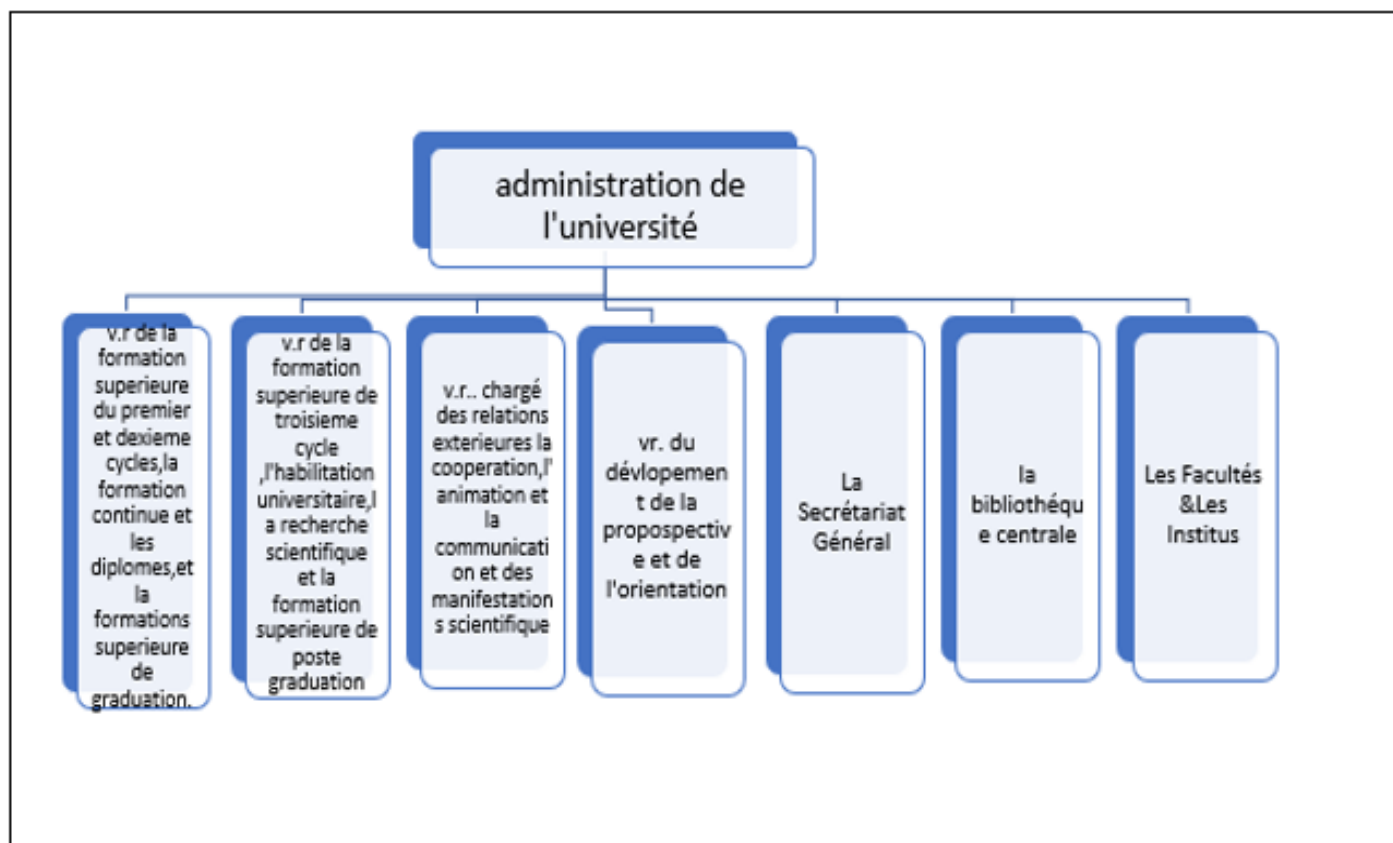 administration de
l'université
v.r de la
formation
superieure
du premier
et dexieme
cycles,la
formation
continue et
les
diplomes,et
la
formations
superieure
de
graduation.
v.r de la
formation
superieure de
troisieme
cycle
,l'habilitation
universitaire,l
a recherche
scientifique
et la
formation
superieure de
poste
graduation
v.r.. chargé
des relations
exterieures la
cooperation,l'
animation et
la
communicati
on et des
manifestation
s scientifique
vr. du
dévlopemen
t de la
propospectiv
e et de
l'orientation
La
Secrétariat
Général
la
bibliothéqu
e centrale
Les Facultés
&Les
Institus